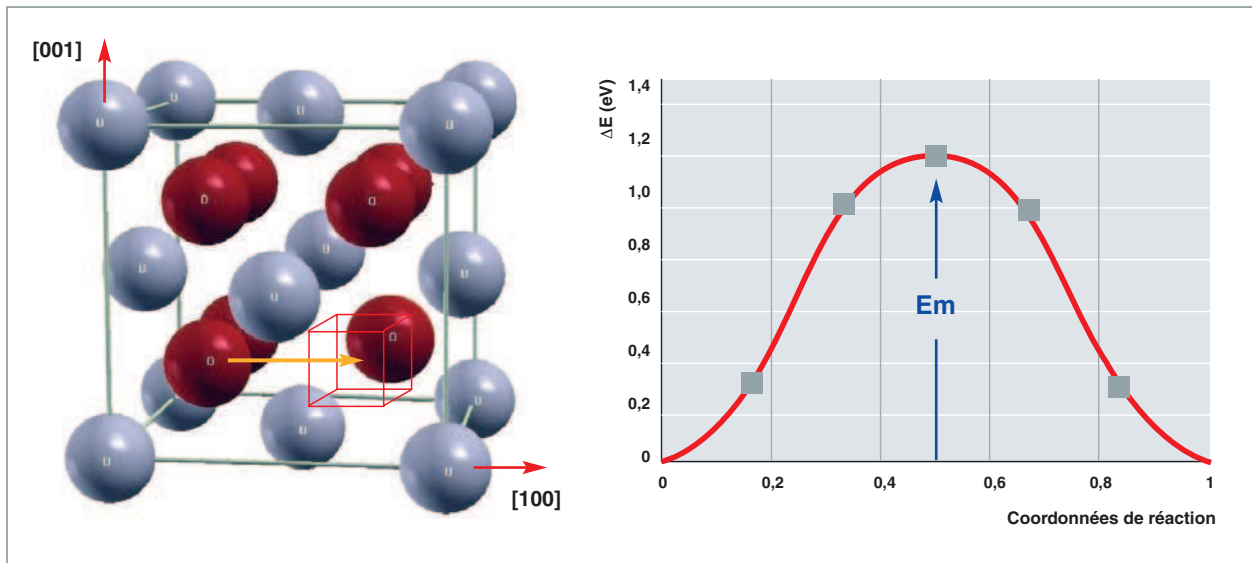 [001]
U
U
U
U
U
O
O
U
U
U
U
O
O
U
U
U
U
U
[100]
ΔE (eV)
1,4
1,2
1,0
0,8
0,6
0,4
0,2
0
Em
0
0,2
0,4
0,6
0,8
1
Coordonnées de réaction